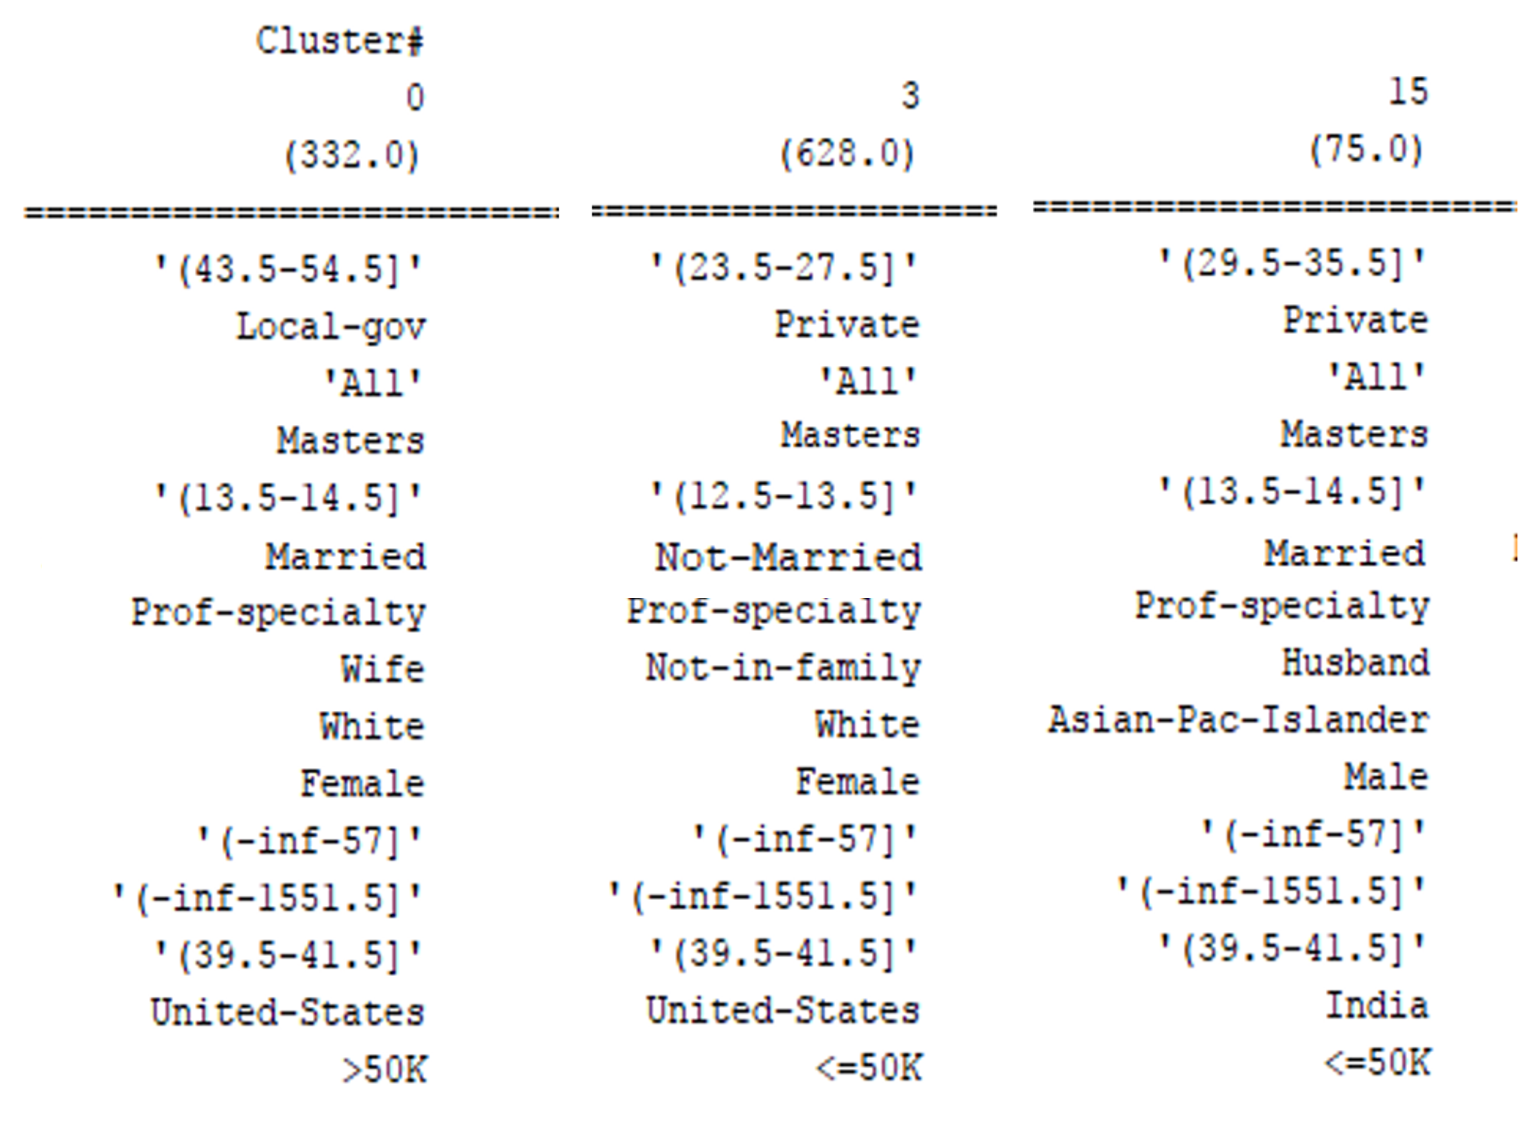 Cluster#
0 3 15
(332.0) (628.0) (75.0)
========================= =================== =======================
'(43.5-54.5]' '(23.5-27.5]' '(29.5-35.5]'
Local-gov Private Private
'All' 'All' 'All'
Masters Masters Masters
'(13.5-14.5]' '(12.5-13.5]' '(13.5-14.5]'
Married Not-Married Married
Prof-specialty Prof-specialty Prof-specialty
Wife Not-in-family Husband
White White Asian-Pac-Islander
Female Female Male
'(-inf-57]' '(-inf-57]' '(-inf-57]'
'(-inf-1551.5]' '(-inf-1551.5]' '(-inf-1551.5]'
'(39.5-41.5]' '(39.5-41.5]' '(39.5-41.5]'
United-States United-States India
>50K <=50K <=50K